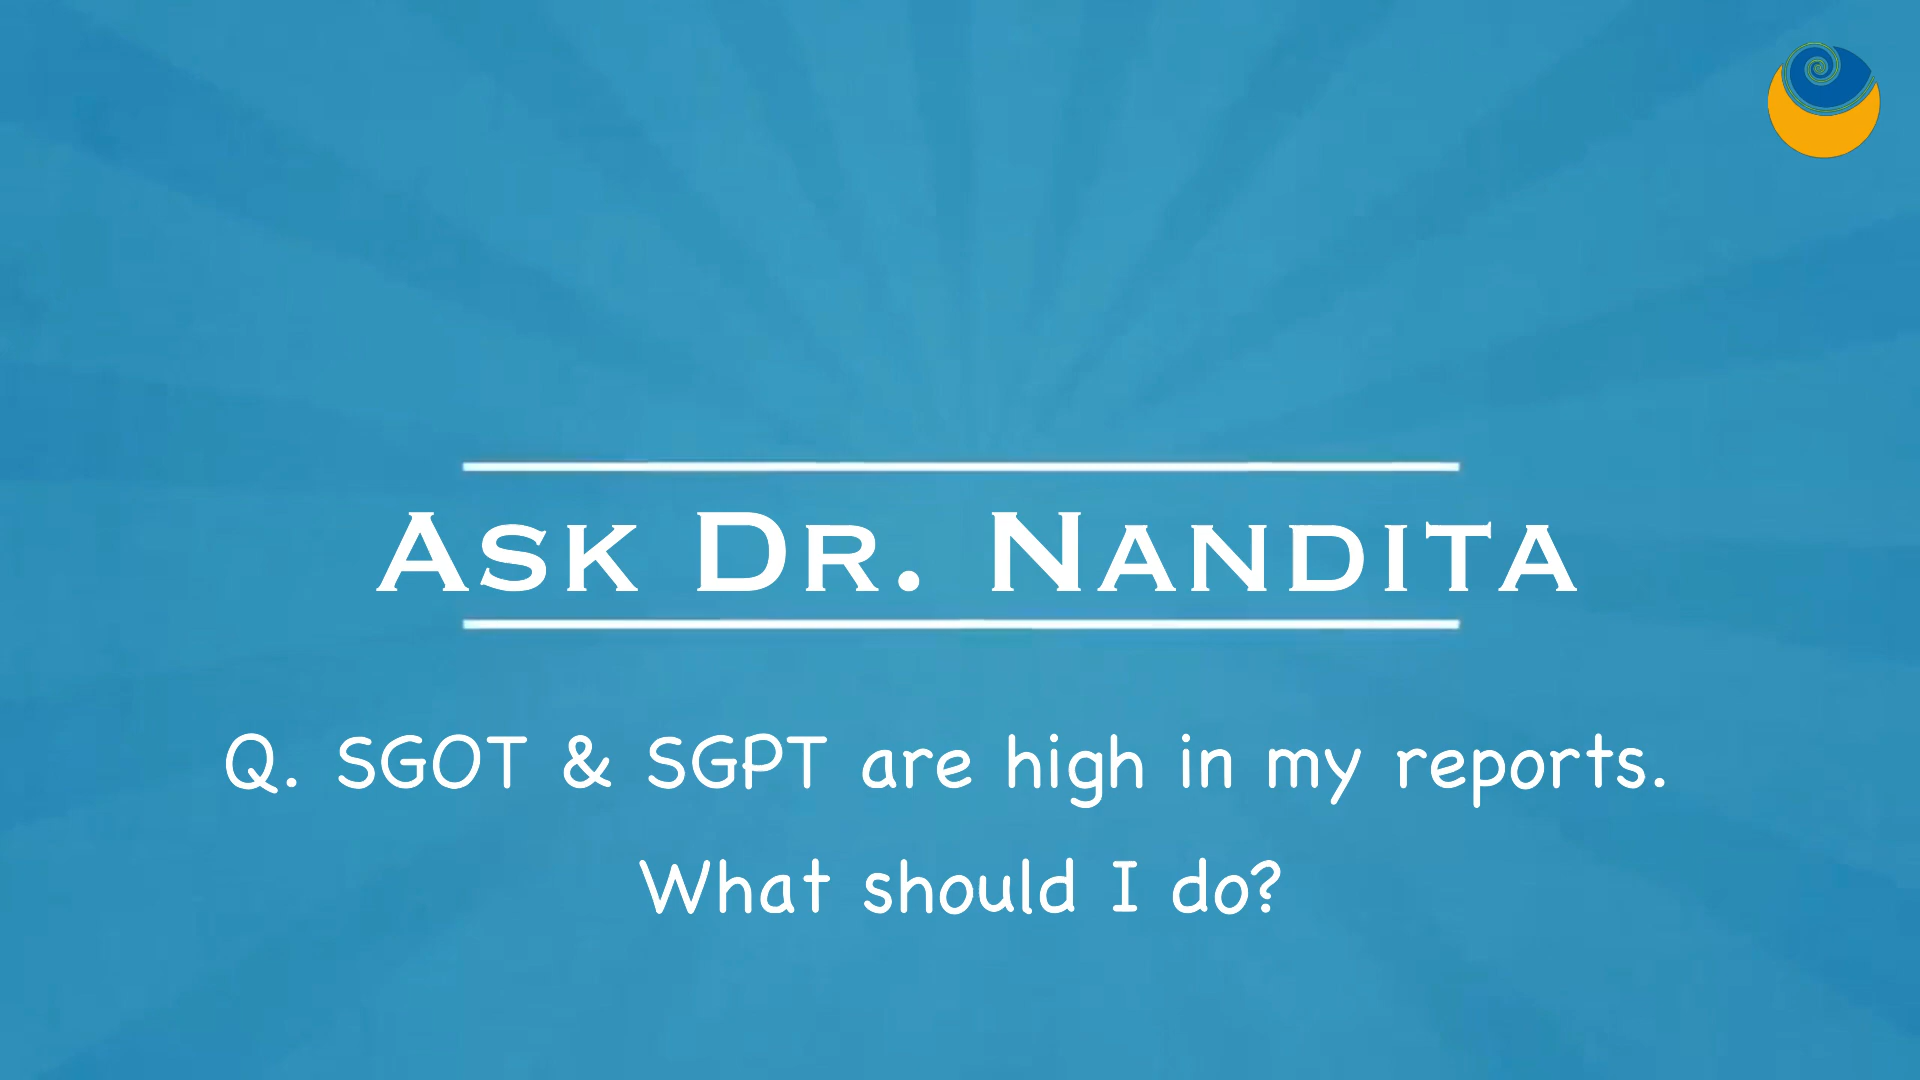 Ask Dr. Nandita
Q. SGOT & SGPT are high in my reports.
What should I do?